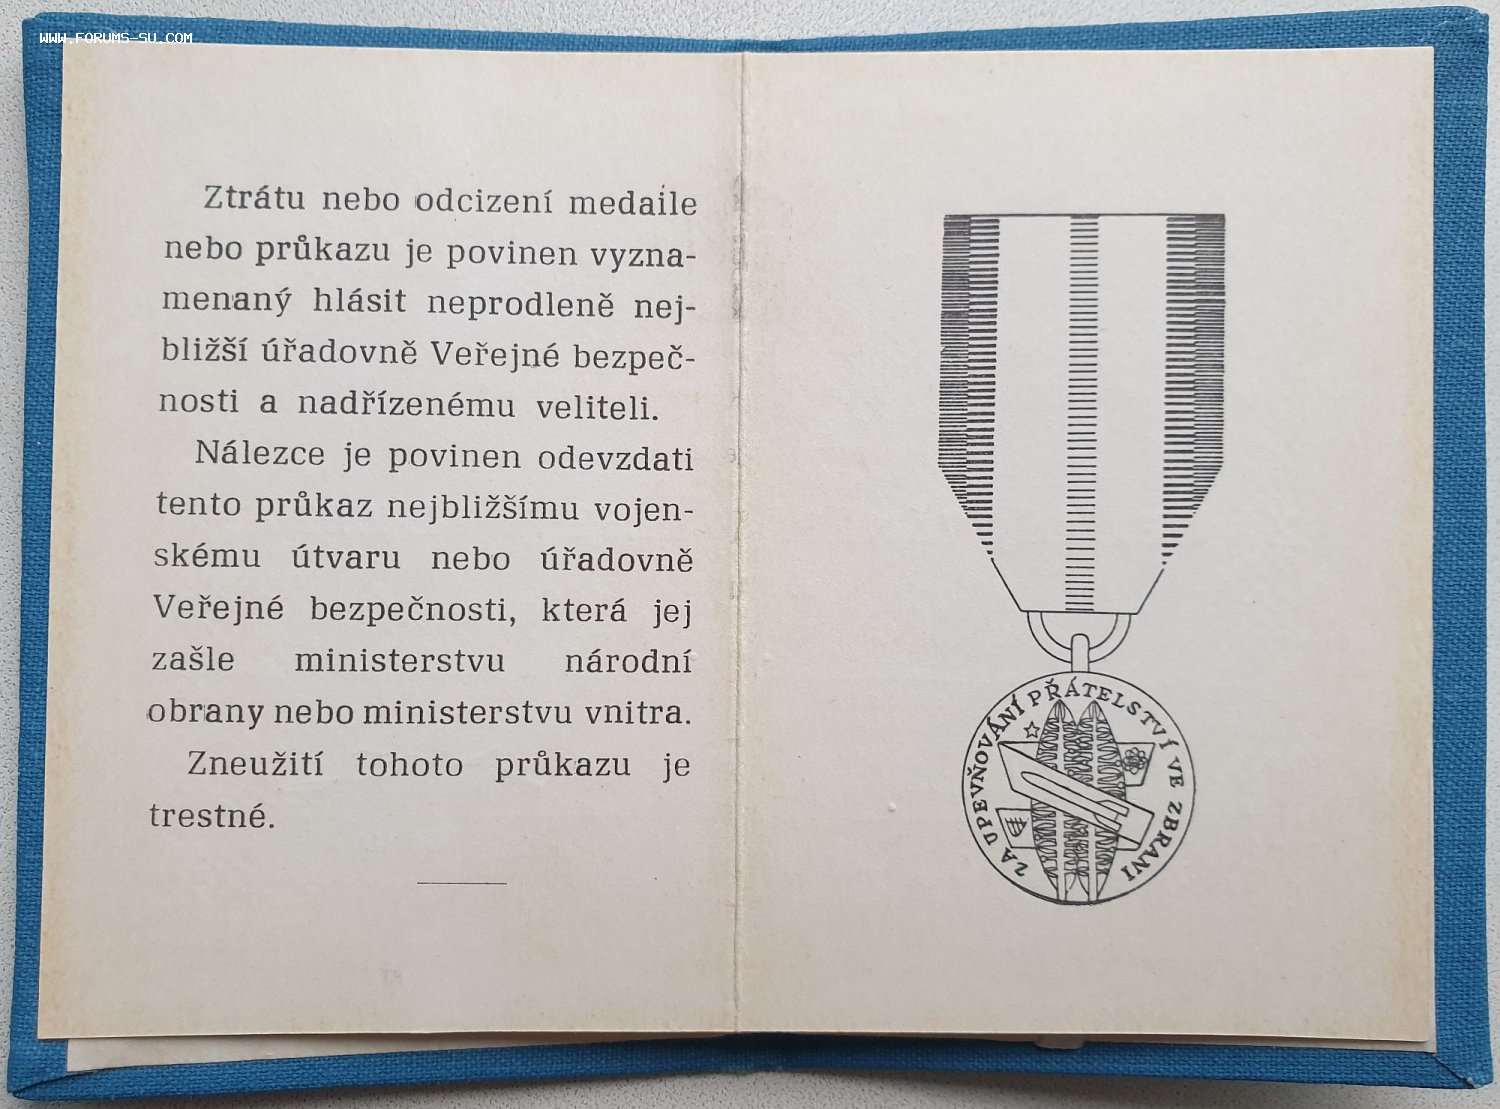 WWW.FORUMS-SU.COM
Ztrátu nebo odcizení medaile
nebo průkazu je povinen vyzna-
menaný hlásit neprodleně nej-
bližší úřadovně Veřejné bezpeč-
nosti a nadřízenému veliteli.
Nálezce je povinen odevzdati
tento průkaz nejbližšímu vojen-
skému útvaru nebo úřadovně
Veřejné bezpečnosti, která jej
zašle ministerstvu národní
obrany nebo ministerstvu vnitra.
Zneužití tohoto průkazu je
trestné.
ZA UPEVŇOVÁNÍ PŘÁTELSTVÍ VE ZBRANI